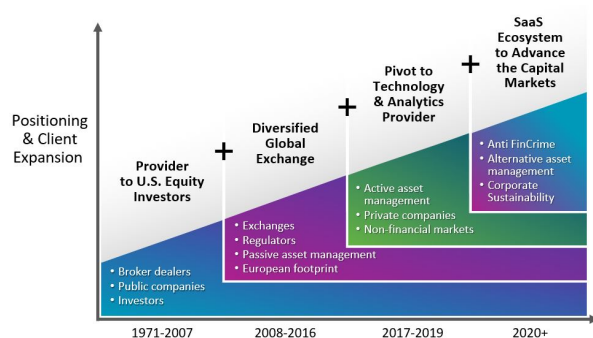 Positioning
& Client
Expansion
Provider
to U.S. Equity
Investors
• Broker dealers
• Public companies
• Investors
1971-2007
+
Diversified
Global
Exchange
• Exchanges
• Regulators
• Passive asset management
• European footprint
2008-2016
+
Pivot to
Technology
& Analytics
Provider
• Active asset
management
• Private companies
• Non-financial markets
2017-2019
+
SaaS
Ecosystem
to Advance
the Capital
Markets
• Anti FinCrime
• Alternative asset
management
• Corporate
Sustainability
2020+